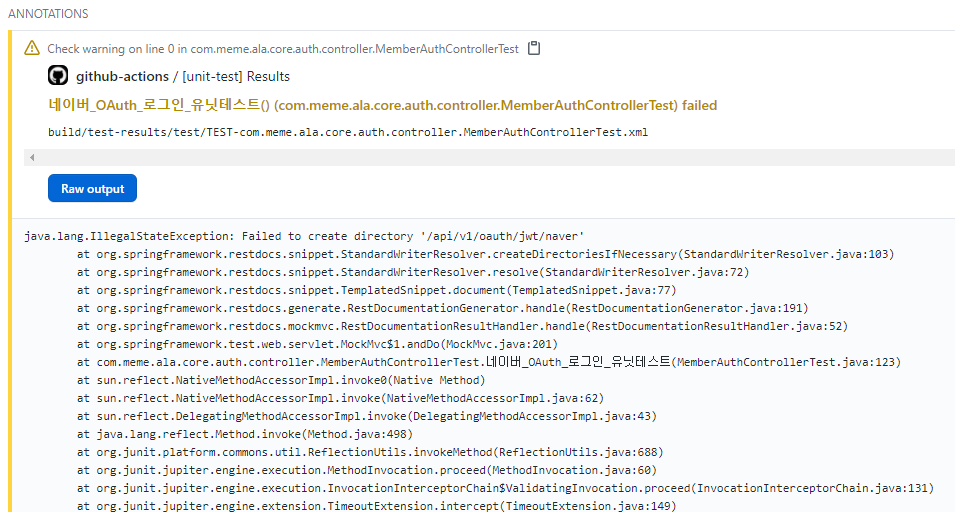 ANNOTATIONS
Check warning on line 0 in com.meme.ala.core.auth.controller.MemberAuthControllerTest
github-actions / [unit-test] Results
네이버_OAuth_로그인_유닛테스트() (com.meme.ala.core.auth.controller.MemberAuthControllerTest) failed
build/test-results/test/TEST-com.meme.ala.core.auth.controller.MemberAuthControllerTest.xml
Raw output
java.lang.IllegalStateException: Failed to create directory '/api/v1/oauth/jwt/naver'
at org.springframework.restdocs.snippet.StandardWriterResolver.createDirectoriesIfNecessary(StandardWriterResolver.java:103)
at org.springframework.restdocs.snippet.StandardWriterResolver.resolve(StandardWriterResolver.java:72)
at org.springframework.restdocs.snippet.TemplatedSnippet.document(TemplatedSnippet.java:77)
at org.springframework.restdocs.generate.RestDocumentationGenerator.handle(RestDocumentationGenerator.java:191)
at org.springframework.restdocs.mockmvc.RestDocumentationResultHandler.handle(RestDocumentationResultHandler.java:52)
at org.springframework.test.web.servlet.MockMvc$1.andDo(MockMvc.java:201)
at com.meme.ala.core.auth.controller.MemberAuthControllerTest.네이버_OAuth_로그인_유닛테스트(MemberAuthControllerTest.java:123)
at sun.reflect.NativeMethodAccessorImpl.invoke0(Native Method)
at sun.reflect.NativeMethodAccessorImpl.invoke(NativeMethodAccessorImpl.java:62)
at sun.reflect.DelegatingMethodAccessorImpl.invoke(DelegatingMethodAccessorImpl.java:43)
at java.lang.reflect.Method.invoke(Method.java:498)
at org.junit.platform.commons.util.ReflectionUtils.invokeMethod(ReflectionUtils.java:688)
at org.junit.jupiter.engine.execution.MethodInvocation.proceed(MethodInvocation.java:60)
at org.junit.jupiter.engine.execution.InvocationInterceptorChain$ValidatingInvocation.proceed(InvocationInterceptorChain.java:131)
at org.junit.jupiter.engine.extension.TimeoutExtension.intercept(TimeoutExtension.java:149)